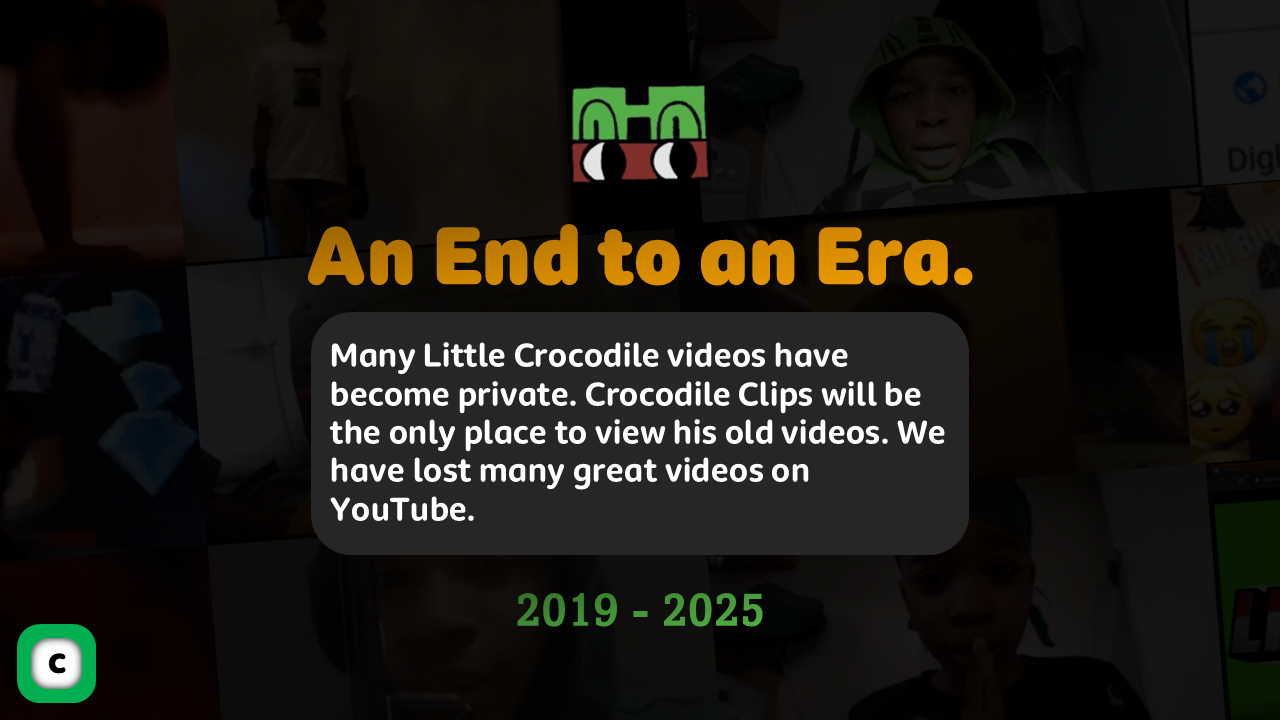 An End to an Era.
Many Little Crocodile videos have
become private. Crocodile Clips will be
the only place to view his old videos. We
have lost many great videos on
YouTube.
2019 - 2025
C
Digi